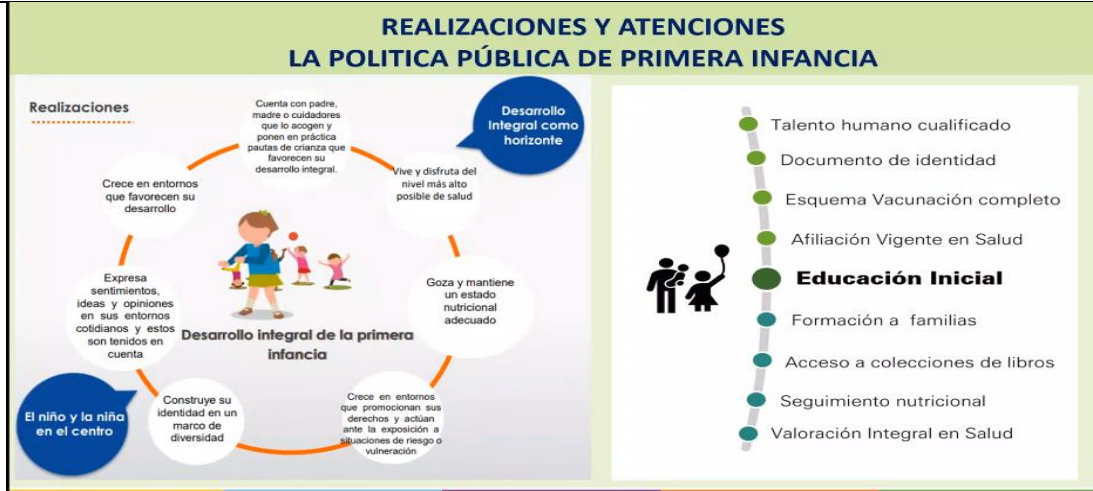 REALIZACIONES Y ATENCIONES
LA POLITICA PÚBLICA DE PRIMERA INFANCIA
Realizaciones
Cuenta con padre,
madre o cuidadores
que lo acogen y
ponen en práctica
pautas de crianza que
favorecen su
desarrollo integral.
Desarrollo
Integral como
horizonte
Vive y disfruta del
nivel más alto
posible de salud
Crece en entornos
que favorecen su
desarrollo
Goza y mantiene
un estado
nutricional
adecuado
Expresa
sentimientos,
ideas y opiniones
en sus entornos
cotidianos y estos
son tenidos en
cuenta
Desarrollo integral de la primera
infancia
Crece en entornos
que promocionan sus
derechos y actúan
ante la exposición a
situaciones de riesgo o
vulneración
Construye su
identidad en un
marco de
diversidad
El niño y la niña
en el centro
Talento humano cualificado
Documento de identidad
Esquema Vacunación completo
Afiliación Vigente en Salud
Educación Inicial
Formación a familias
Acceso a colecciones de libros
Seguimiento nutricional
Valoración Integral en Salud